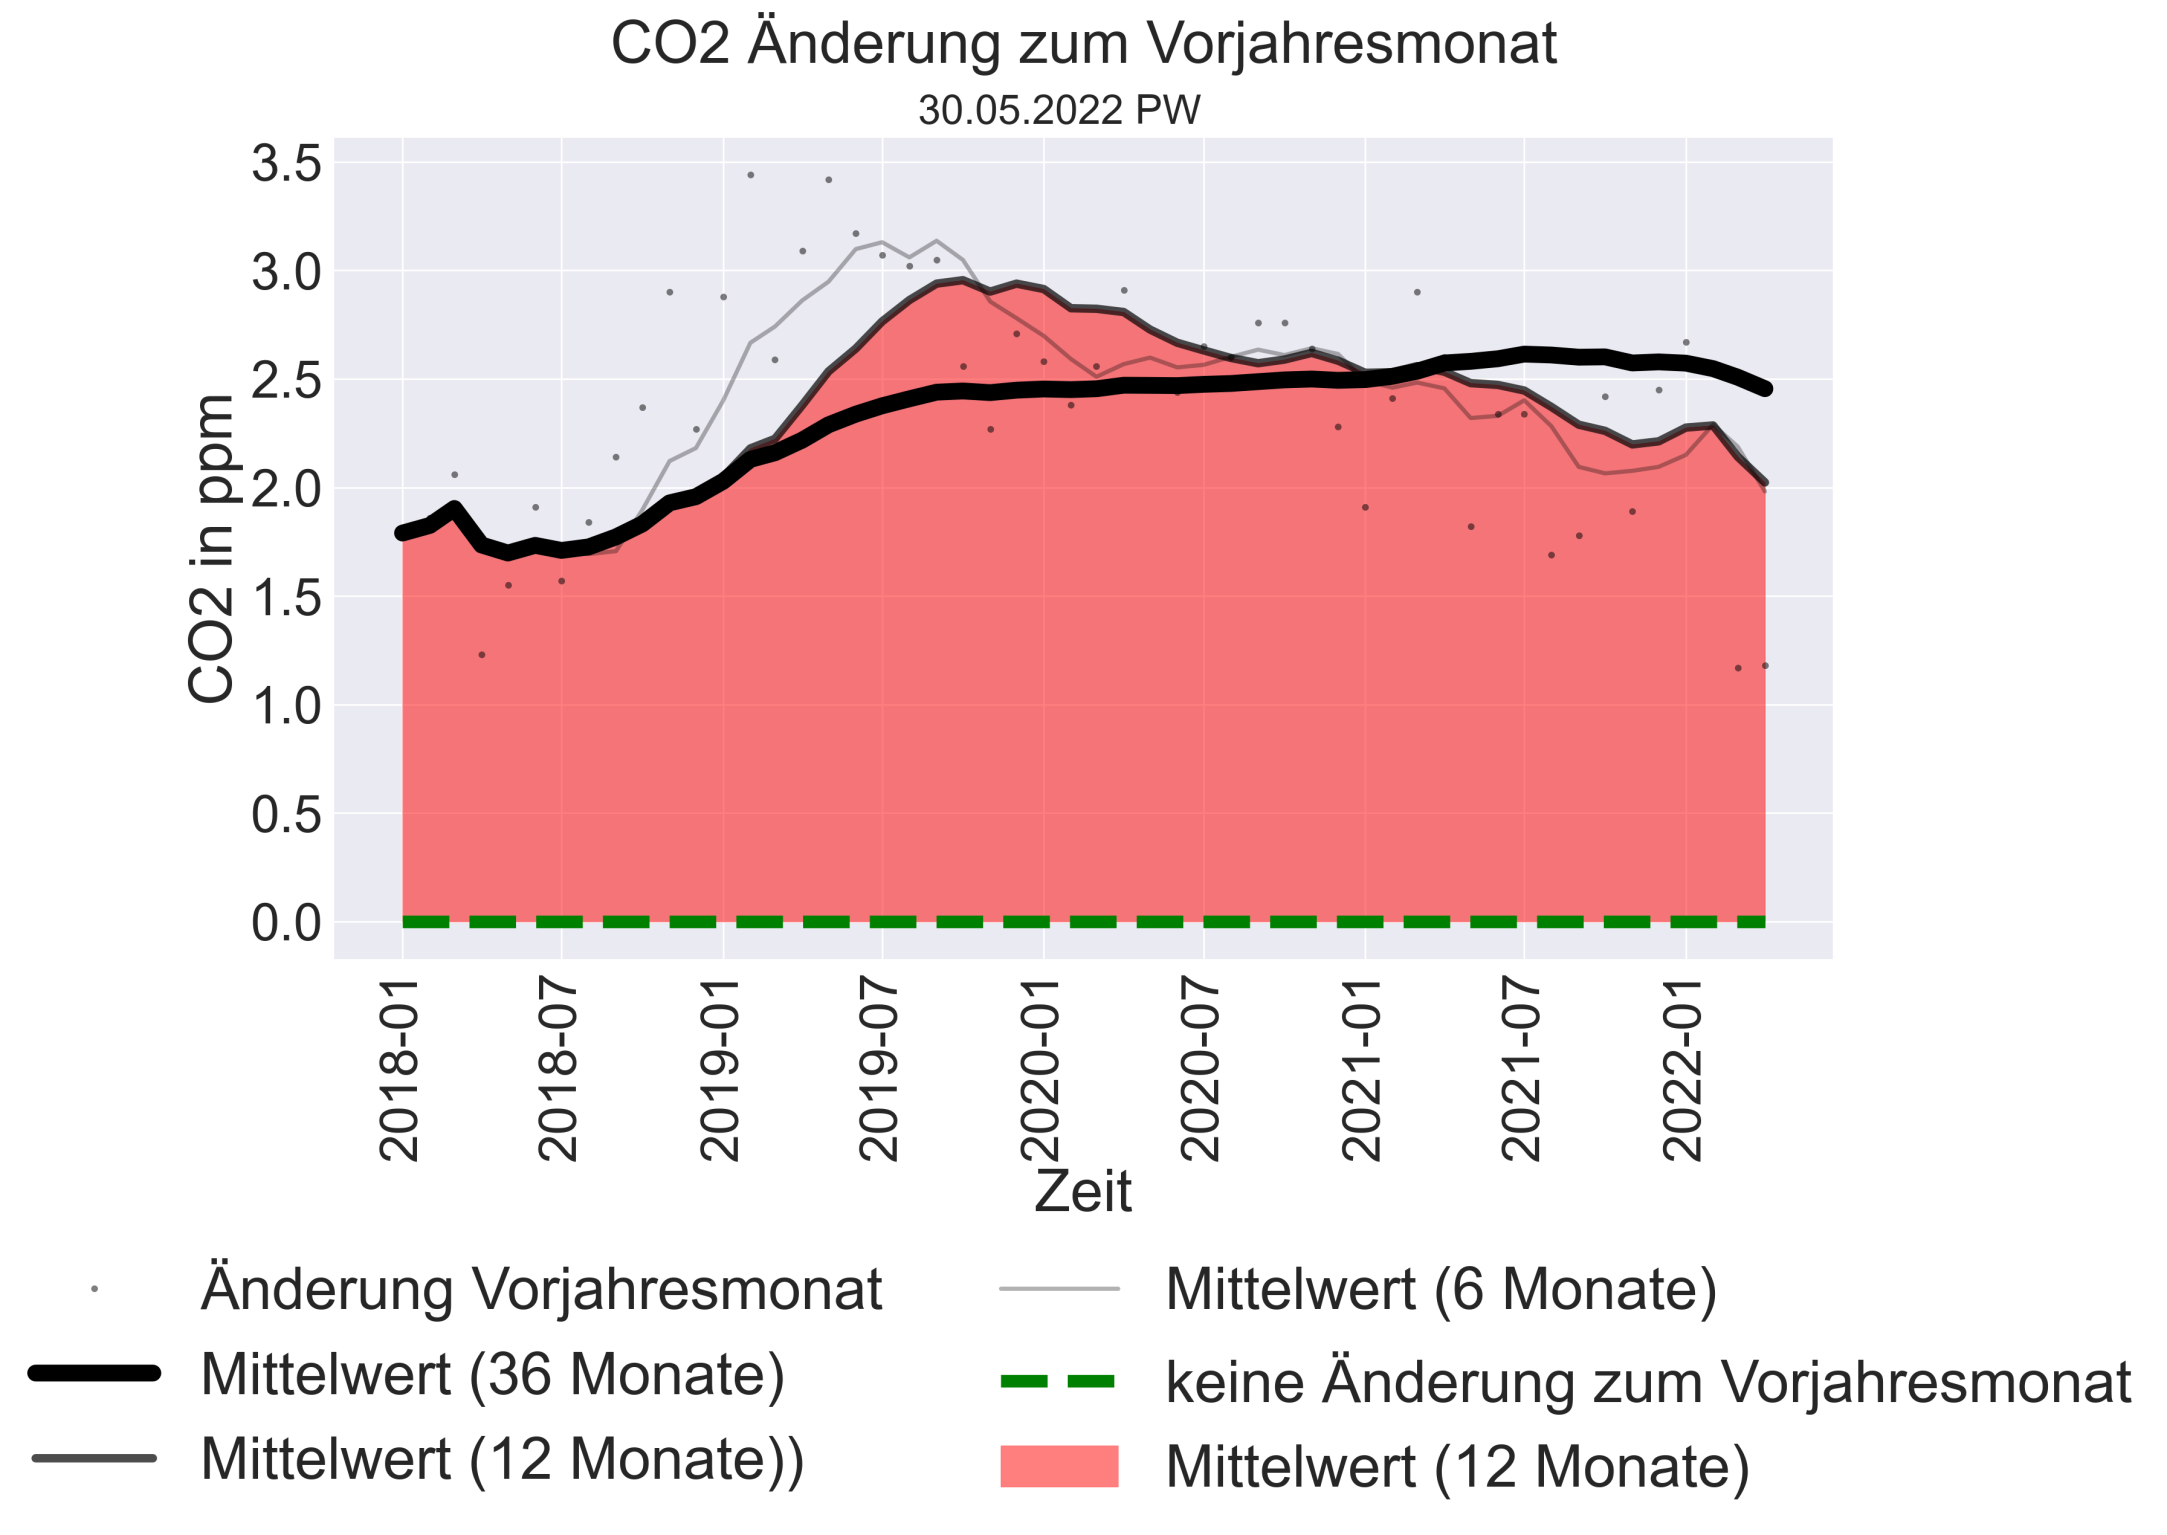 CO2 Änderung zum Vorjahresmonat
30.05.2022 PW
3.5
3.0
2.5
2.0
1.5
1.0
0.5
0.0
CO2 in ppm
2018-01
2018-07
2019-01
2019-07
2020-01
2020-07
2021-01
2021-07
2022-01
Zeit
Änderung Vorjahresmonat
Mittelwert (36 Monate)
Mittelwert (12 Monate))
Mittelwert (6 Monate)
keine Änderung zum Vorjahresmonat
Mittelwert (12 Monate)